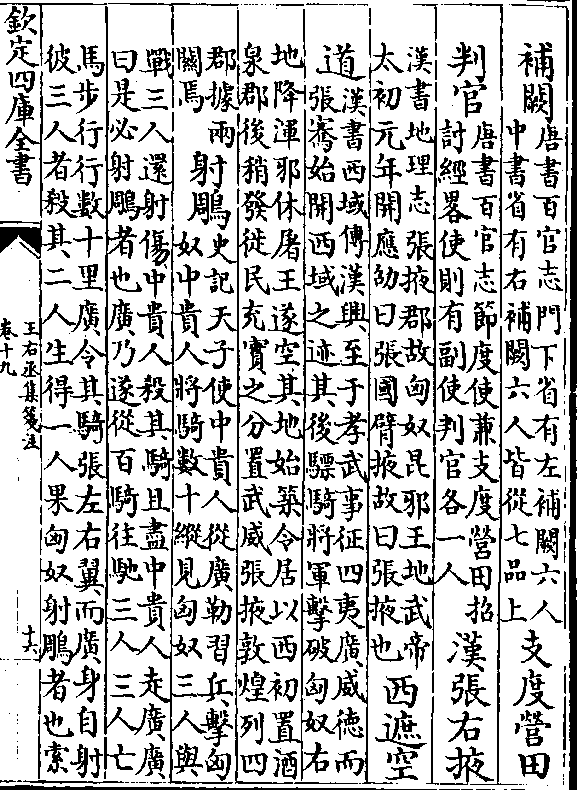 補闕
唐書百官志門下省有左補闕六人
中書省有右補闕六人皆從七品上
支度營田
判官
唐書百官志節度使兼支度營田招
討經畧使則有副使判官各一人
漢張右掖
漢書地理志張掖郡故匈奴昆邪王地武帝
太初元年開應劭曰張國臂掖故曰張掖也
西遮空
道
漢書西域傳漢興至于孝武事征四夷廣威德而
張騫始開西域之迹其後驃騎將軍擊破匈奴右
地降渾邪休屠王遂空其地始築令居以西初置酒
泉郡後稍發徙民充實之分置武威張掖敦煌列四
郡據兩
關焉
射鵰
史記天子使中貴人從廣勒習兵擊匈
奴中貴人將騎數十縱見匈奴三人與
戰三人還射傷中貴人殺其騎且盡中貴人走廣廣
曰是必射鵰者也廣乃遂從百騎往馳三人三人亡
馬步行行數十里廣令其騎張左右翼而廣身自射
彼三人者殺其二人生得一人果匈奴射鵰者也索
欽定四庫全書
王右丞集箋注
卷十九
十六